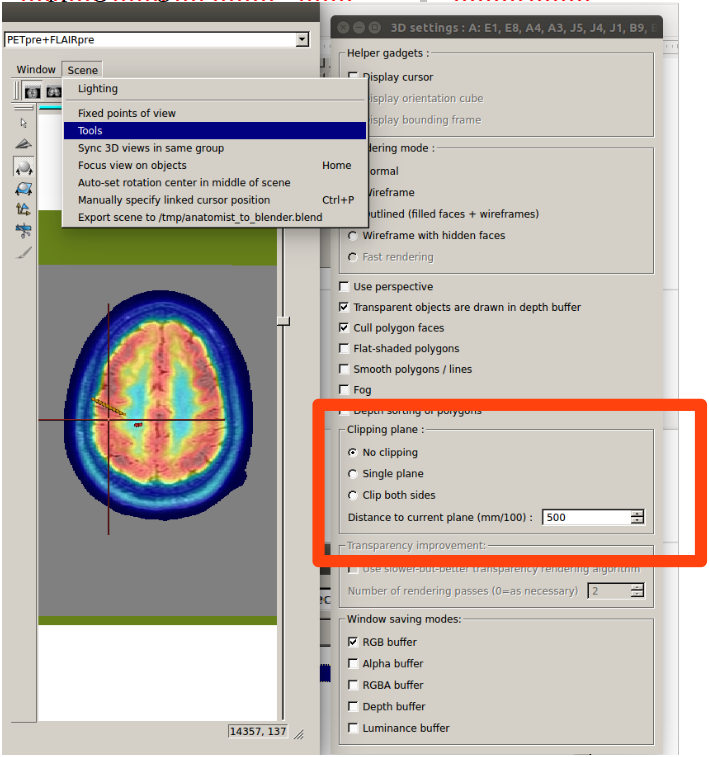 PETpre+FLAIRpre
Window Scene
Lighting
Fixed points of view
Tools
Sync 3D views in same group
Focus view on objects Home
Auto-set rotation center in middle of scene
Manually specify linked cursor position Ctrl+P
Export scene to /tmp/anatomist_to_blender.blend
14357, 137
3D settings : A: E1, E8, A4, A3, J5, J4, J1, B9,
Helper gadgets :
Display cursor
isplay orientation cube
isplay bounding frame
dering mode :
ormal
ireframe
utlined (filled faces + wireframes)
Wireframe with hidden faces
Fast rendering
Use perspective
Transparent objects are drawn in depth buffer
Cull polygon faces
Flat-shaded polygons
Smooth polygons / lines
Fog
Depth sorting of polygons
Clipping plane :
No clipping
Single plane
Clip both sides
Distance to current plane (mm/100) : 500
Transparency improvement:
Use slower-but-better transparency rendering algorithm
Number of rendering passes (0=as necessary) 2
Window saving modes:
RGB buffer
Alpha buffer
RGBA buffer
Depth buffer
Luminance buffer